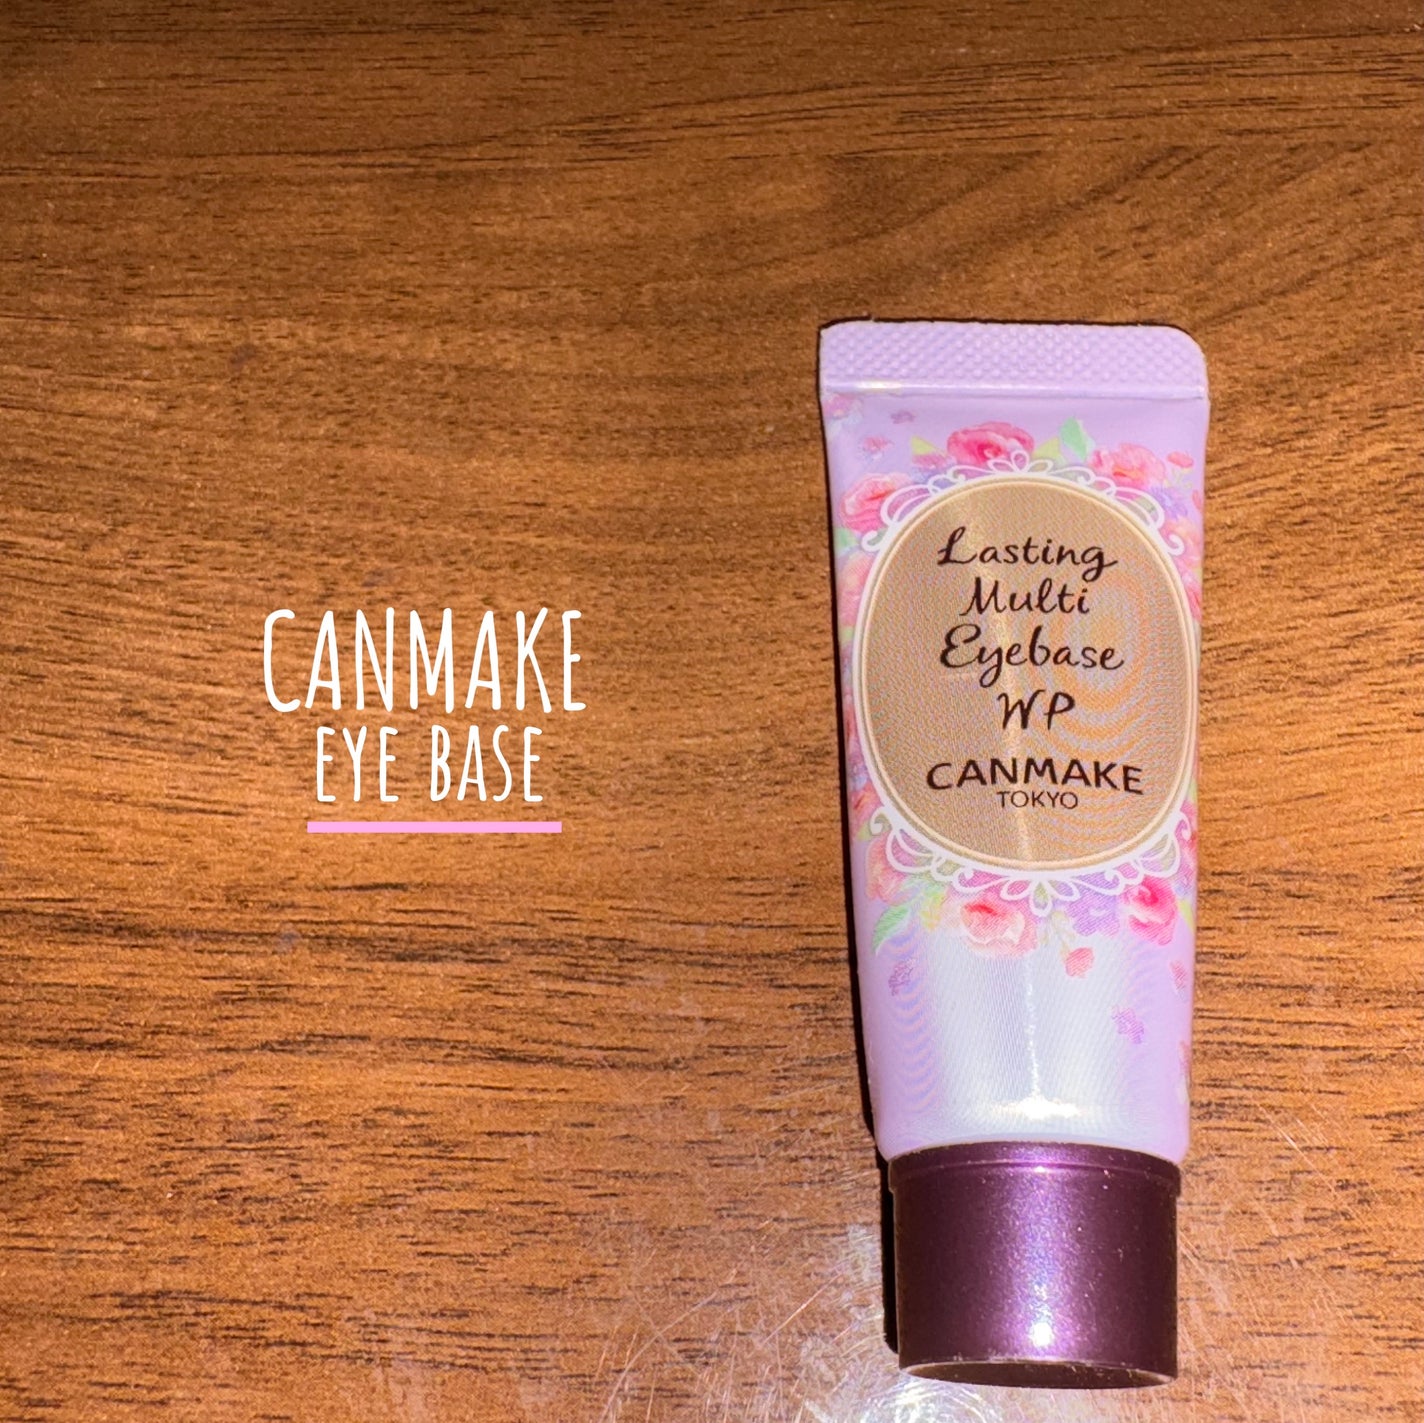 CANMAKE
EYE BASE
Lasting
Multi
Eyebase
WP
CANMAKE
TOKYO